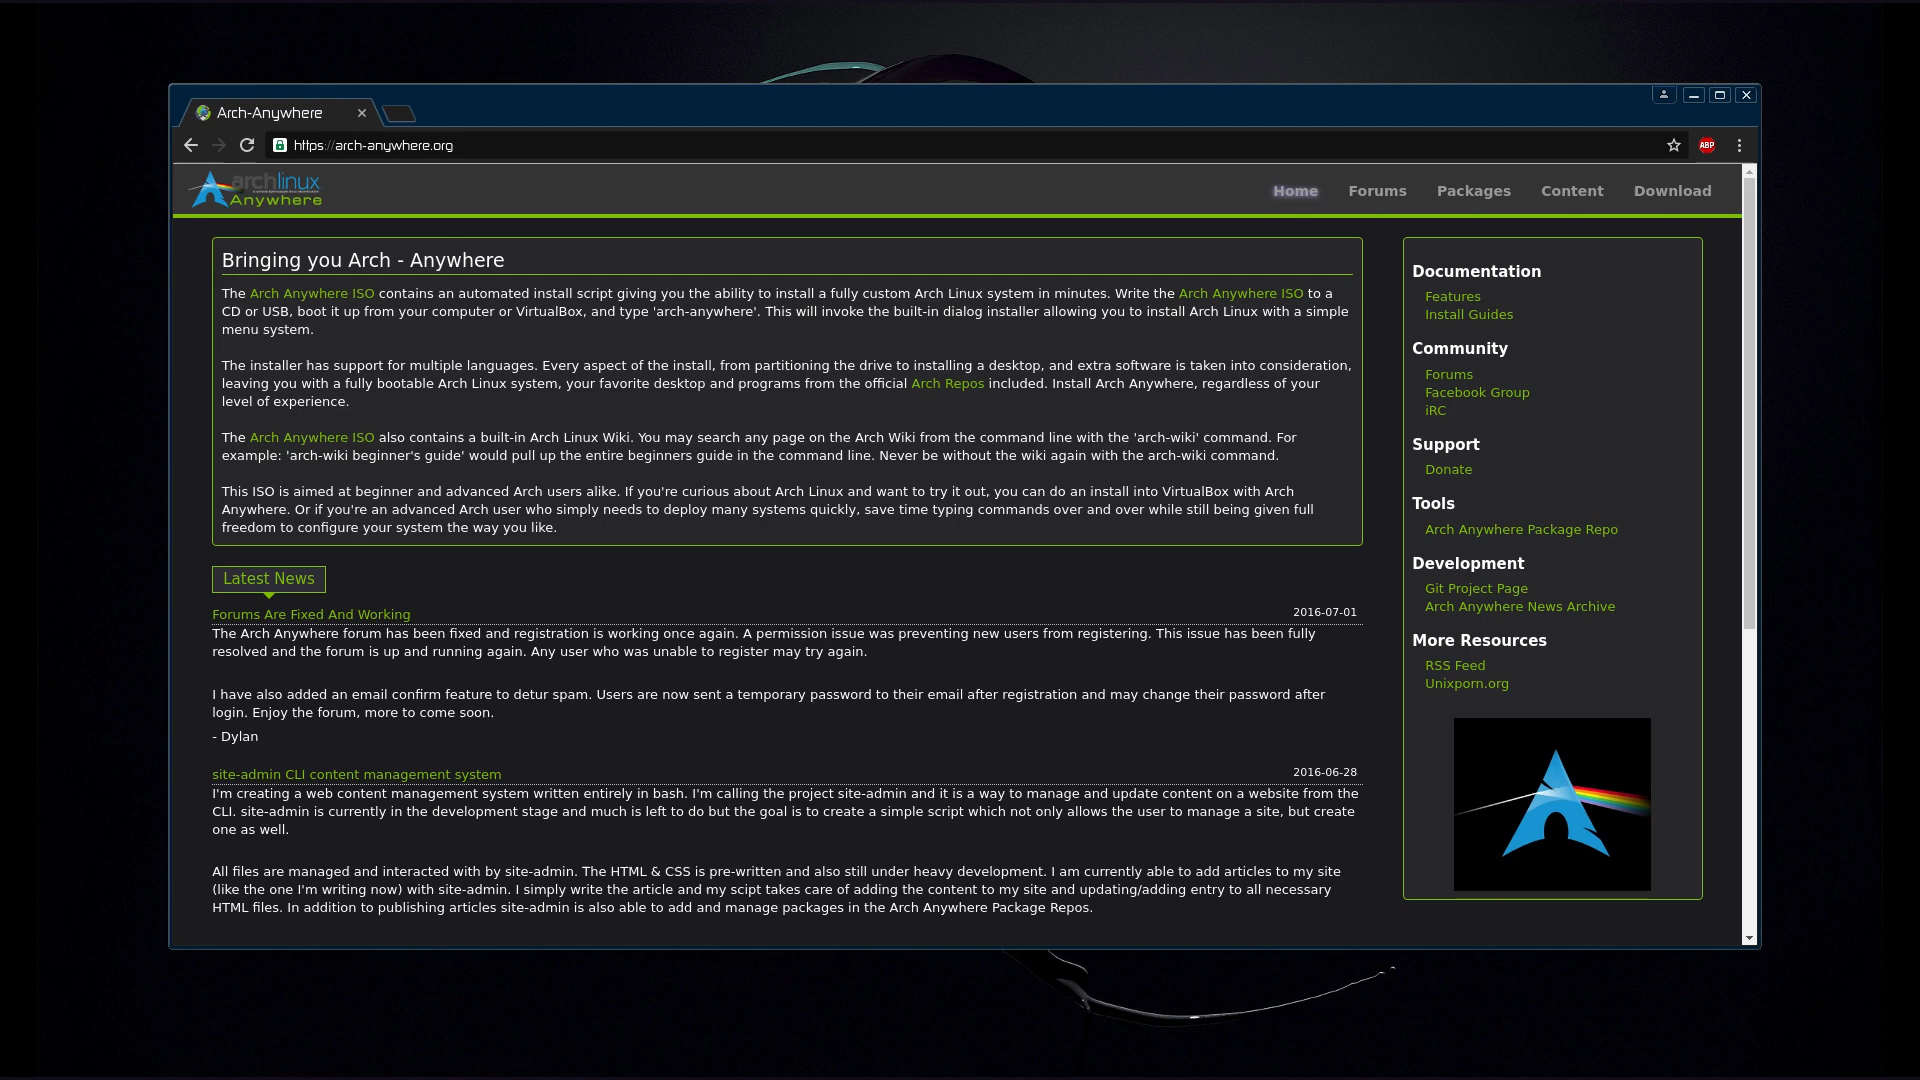 Arch-Anywhere
https://arch-anywhere.org
ABP
archlinux
Anywhere
Home Forums Packages Content Download
Bringing you Arch - Anywhere
The Arch Anywhere ISO contains an automated install script giving you the ability to install a fully custom Arch Linux system in minutes. Write the Arch Anywhere ISO to a
CD or USB, boot it up from your computer or VirtualBox, and type 'arch-anywhere'. This will invoke the built-in dialog installer allowing you to install Arch Linux with a simple
menu system.
The installer has support for multiple languages. Every aspect of the install, from partitioning the drive to installing a desktop, and extra software is taken into consideration,
leaving you with a fully bootable Arch Linux system, your favorite desktop and programs from the official Arch Repos included. Install Arch Anywhere, regardless of your
level of experience.
The Arch Anywhere ISO also contains a built-in Arch Linux Wiki. You may search any page on the Arch Wiki from the command line with the 'arch-wiki' command. For
example: 'arch-wiki beginner's guide' would pull up the entire beginners guide in the command line. Never be without the wiki again with the arch-wiki command.
This ISO is aimed at beginner and advanced Arch users alike. If you're curious about Arch Linux and want to try it out, you can do an install into VirtualBox with Arch
Anywhere. Or if you're an advanced Arch user who simply needs to deploy many systems quickly, save time typing commands over and over while still being given full
freedom to configure your system the way you like.
Latest News
Forums Are Fixed And Working 2016-07-01
The Arch Anywhere forum has been fixed and registration is working once again. A permission issue was preventing new users from registering. This issue has been fully
resolved and the forum is up and running again. Any user who was unable to register may try again.
I have also added an email confirm feature to detur spam. Users are now sent a temporary password to their email after registration and may change their password after
login. Enjoy the forum, more to come soon.
- Dylan
site-admin CLI content management system 2016-06-28
I'm creating a web content management system written entirely in bash. I'm calling the project site-admin and it is a way to manage and update content on a website from the
CLI. site-admin is currently in the development stage and much is left to do but the goal is to create a simple script which not only allows the user to manage a site, but create
one as well.
All files are managed and interacted with by site-admin. The HTML & CSS is pre-written and also still under heavy development. I am currently able to add articles to my site
(like the one I'm writing now) with site-admin. I simply write the article and my scipt takes care of adding the content to my site and updating/adding entry to all necessary
HTML files. In addition to publishing articles site-admin is also able to add and manage packages in the Arch Anywhere Package Repos.
Documentation
Features
Install Guides
Community
Forums
Facebook Group
iRC
Support
Donate
Tools
Arch Anywhere Package Repo
Development
Git Project Page
Arch Anywhere News Archive
More Resources
RSS Feed
Unixporn.org